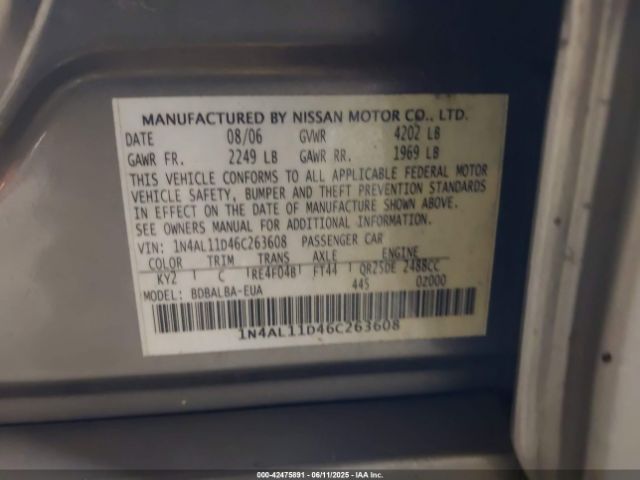 MANUFACTURED BY NISSAN MOTOR CO., LTD.
DATE 08/06 GVWR 4202 LB
GAWR FR. 2249 LB GAWR RR. 1969 LB
THIS VEHICLE CONFORMS TO ALL APPLICABLE FEDERAL MOTOR
VEHICLE SAFETY, BUMPER AND THEFT PREVENTION STANDARDS
IN EFFECT ON THE DATE OF MANUFACTURE SHOWN ABOVE.
SEE OWNERS MANUAL FOR ADDITIONAL INFORMATION.
VIN: 1N4AL11D46C263608 PASSENGER CAR
COLOR TRIM TRANS AXLE ENGINE
KY2 C RE4F04B FT44 QR25DE 2488CC
MODEL: BDBALBA-EUA 445 02000
1N4AL11D46C263608
000-42475891 - 06/11/2025 - IAA Inc.